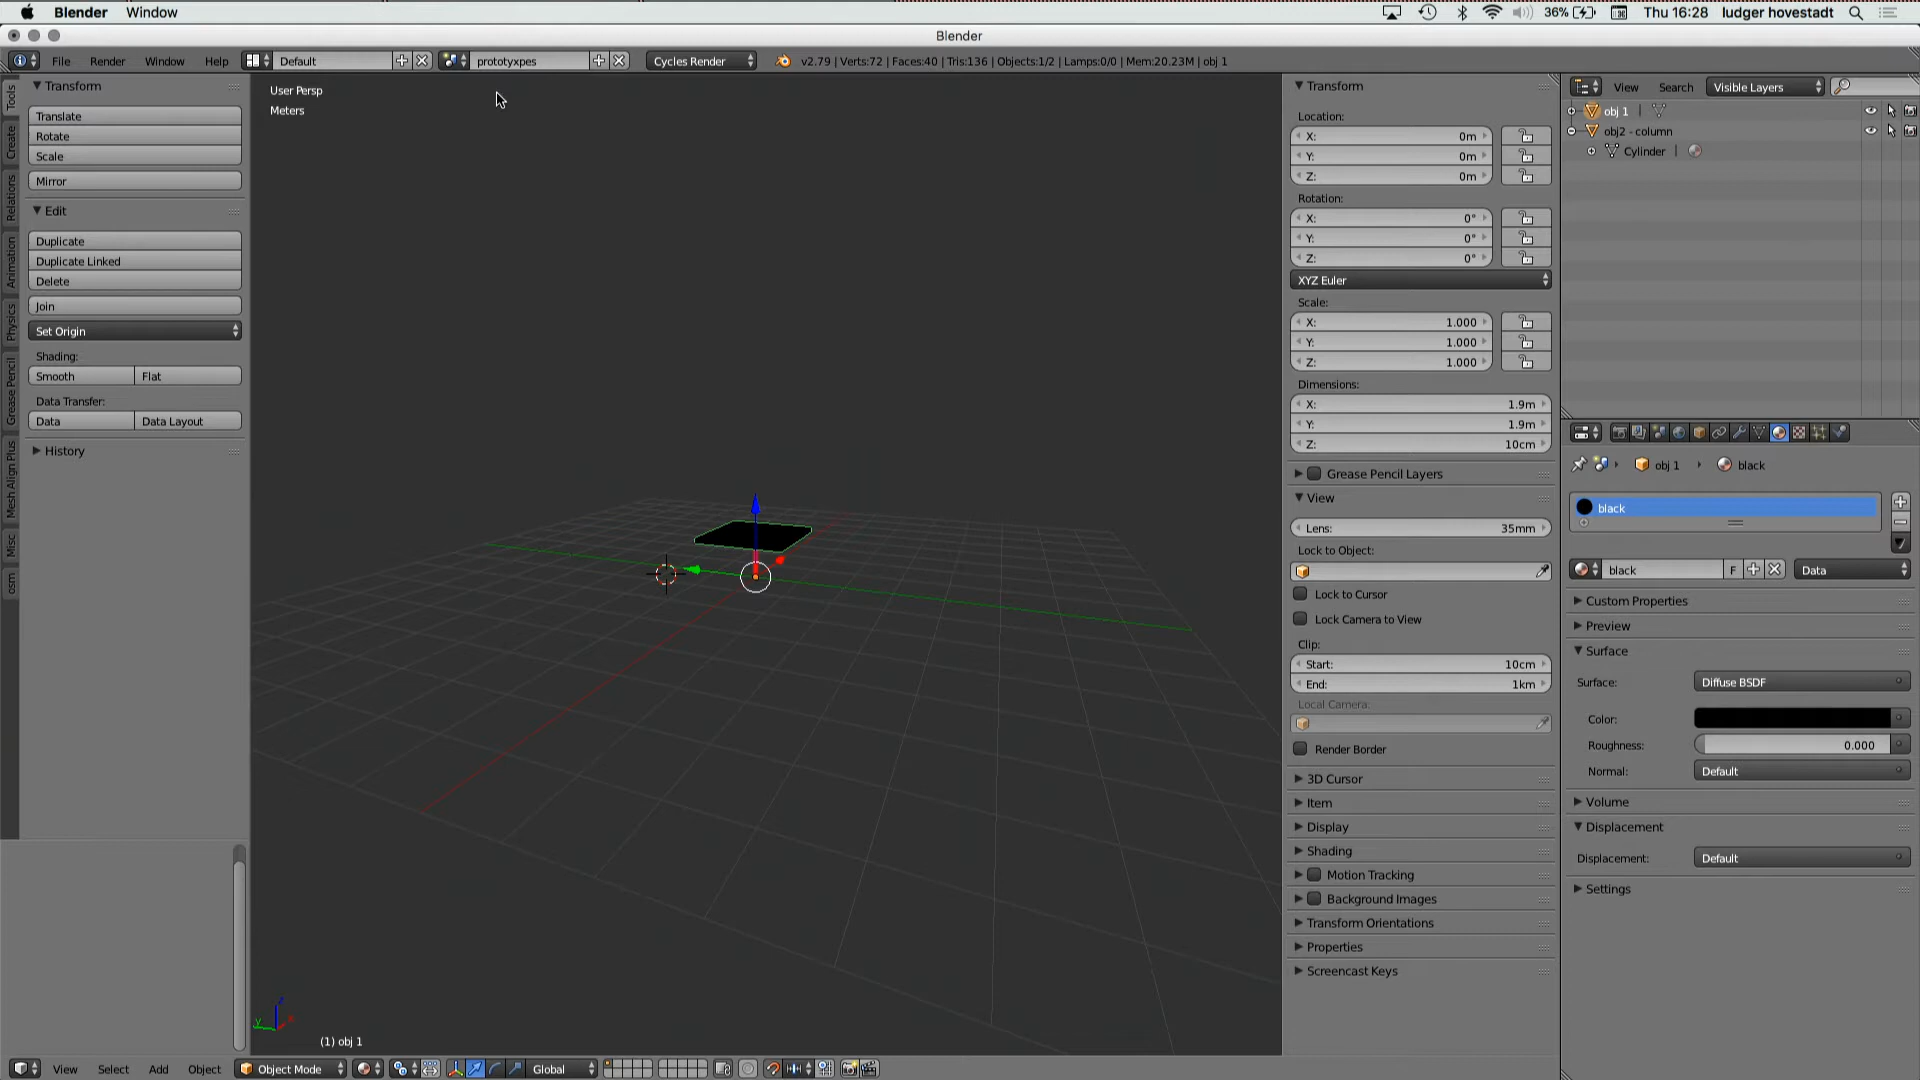 Blender Window 36% Thu 16:28 ludger hovestadt
Blender
File Render Window Help Default prototyxpes Cycles Render v2.79 | Verts:72 | Faces:40 | Tris:136 | Objects:1/2 | Lamps:0/0 | Mem:20.23M | obj 1
Tools
Create
Relations
Animation
Physics
Grease Pencil
Mesh Align Plus
Misc
osm
Transform
Translate
Rotate
Scale
Mirror
Edit
Duplicate
Duplicate Linked
Delete
Join
Set Origin
Shading:
Smooth Flat
Data Transfer:
Data Data Layout
History
User Persp
Meters
(1) obj 1
Transform
Location:
X: 0m
Y: 0m
Z: 0m
Rotation:
X: 0°
Y: 0°
Z: 0°
XYZ Euler
Scale:
X: 1.000
Y: 1.000
Z: 1.000
Dimensions:
X: 1.9m
Y: 1.9m
Z: 10cm
Grease Pencil Layers
View
Lens: 35mm
Lock to Object:
Lock to Cursor
Lock Camera to View
Clip:
Start: 10cm
End: 1km
Local Camera:
Render Border
3D Cursor
Item
Display
Shading
Motion Tracking
Background Images
Transform Orientations
Properties
Screencast Keys
View Search Visible Layers
obj 1
obj2 - column
Cylinder
obj 1 black
black
black F Data
Custom Properties
Preview
Surface
Surface: Diffuse BSDF
Color:
Roughness: 0.000
Normal: Default
Volume
Displacement
Displacement: Default
Settings
View Select Add Object Object Mode Global